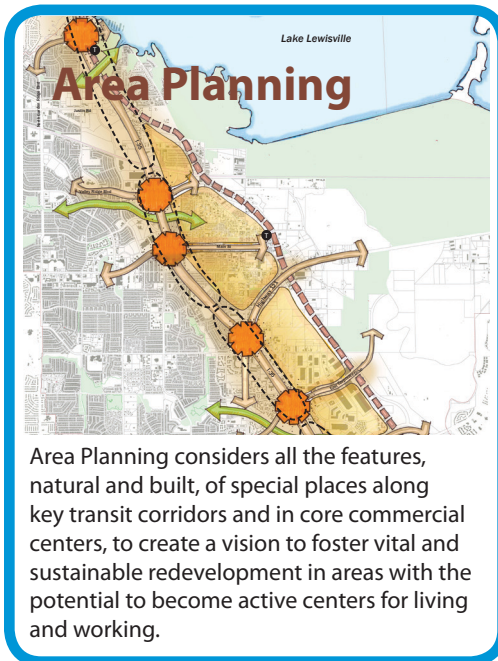 Lake Lewisville
Area Planning
T
Main St
T
Area Planning considers all the features,
natural and built, of special places along
key transit corridors and in core commercial
centers, to create a vision to foster vital and
sustainable redevelopment in areas with the
potential to become active centers for living
and working.